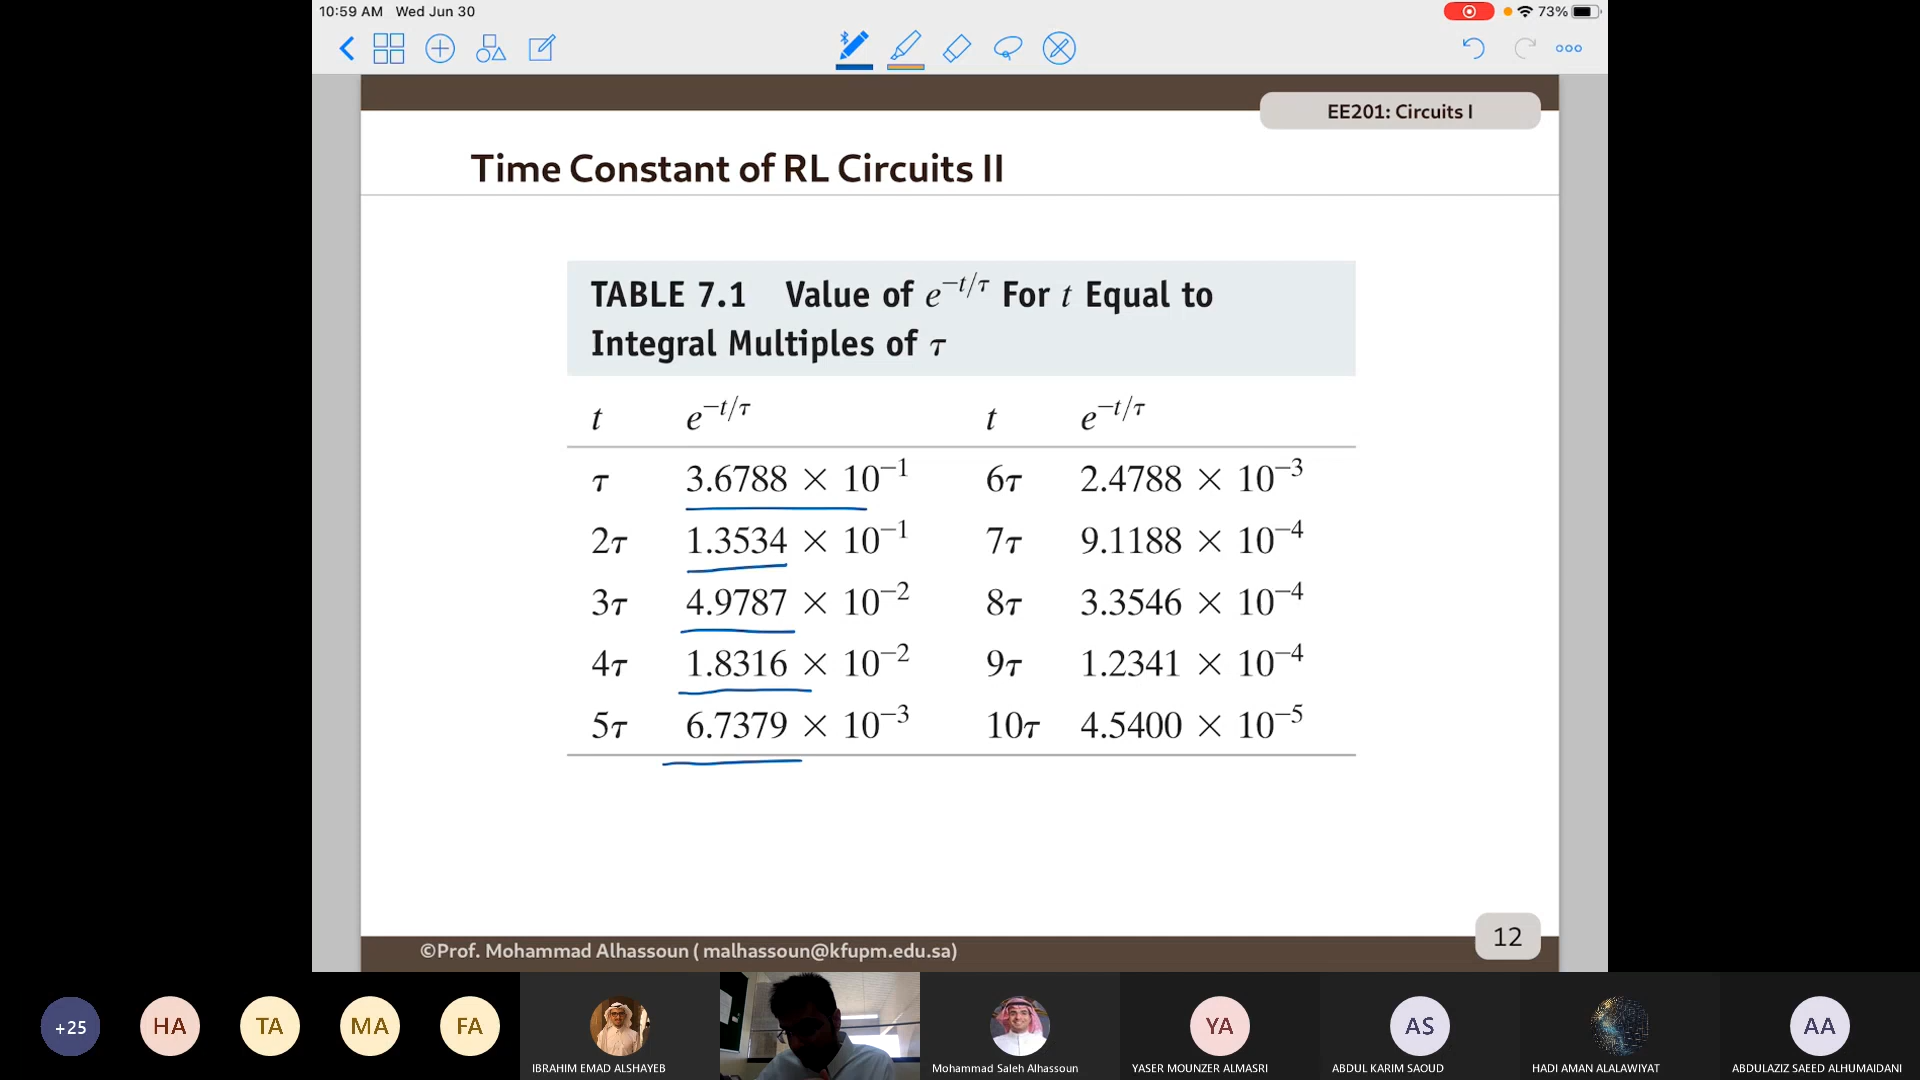 10:59 AM Wed Jun 30
73%
EE201: Circuits I
Time Constant of RL Circuits II
TABLE 7.1 Value of e^{−t/τ} For t Equal to
Integral Multiples of τ
t e^{−t/τ} t e^{−t/τ}
τ 3.6788 × 10^{−1} 6τ 2.4788 × 10^{−3}
2τ 1.3534 × 10^{−1} 7τ 9.1188 × 10^{−4}
3τ 4.9787 × 10^{−2} 8τ 3.3546 × 10^{−4}
4τ 1.8316 × 10^{−2} 9τ 1.2341 × 10^{−4}
5τ 6.7379 × 10^{−3} 10τ 4.5400 × 10^{−5}
12
©Prof. Mohammad Alhassoun ( malhassoun@kfupm.edu.sa)
+25 HA TA MA FA YA AS AA
IBRAHIM EMAD ALSHAYEB Mohammad Saleh Alhassoun YASER MOUNZER ALMASRI ABDUL KARIM SAOUD HADI AMAN ALALAWIYAT ABDULAZIZ SAEED ALHUMAIDANI